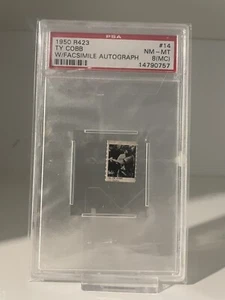 PSA
1950 R423 #14
TY COBB NM-MT
W/FACSIMILE AUTOGRAPH 8(MC)
14790757